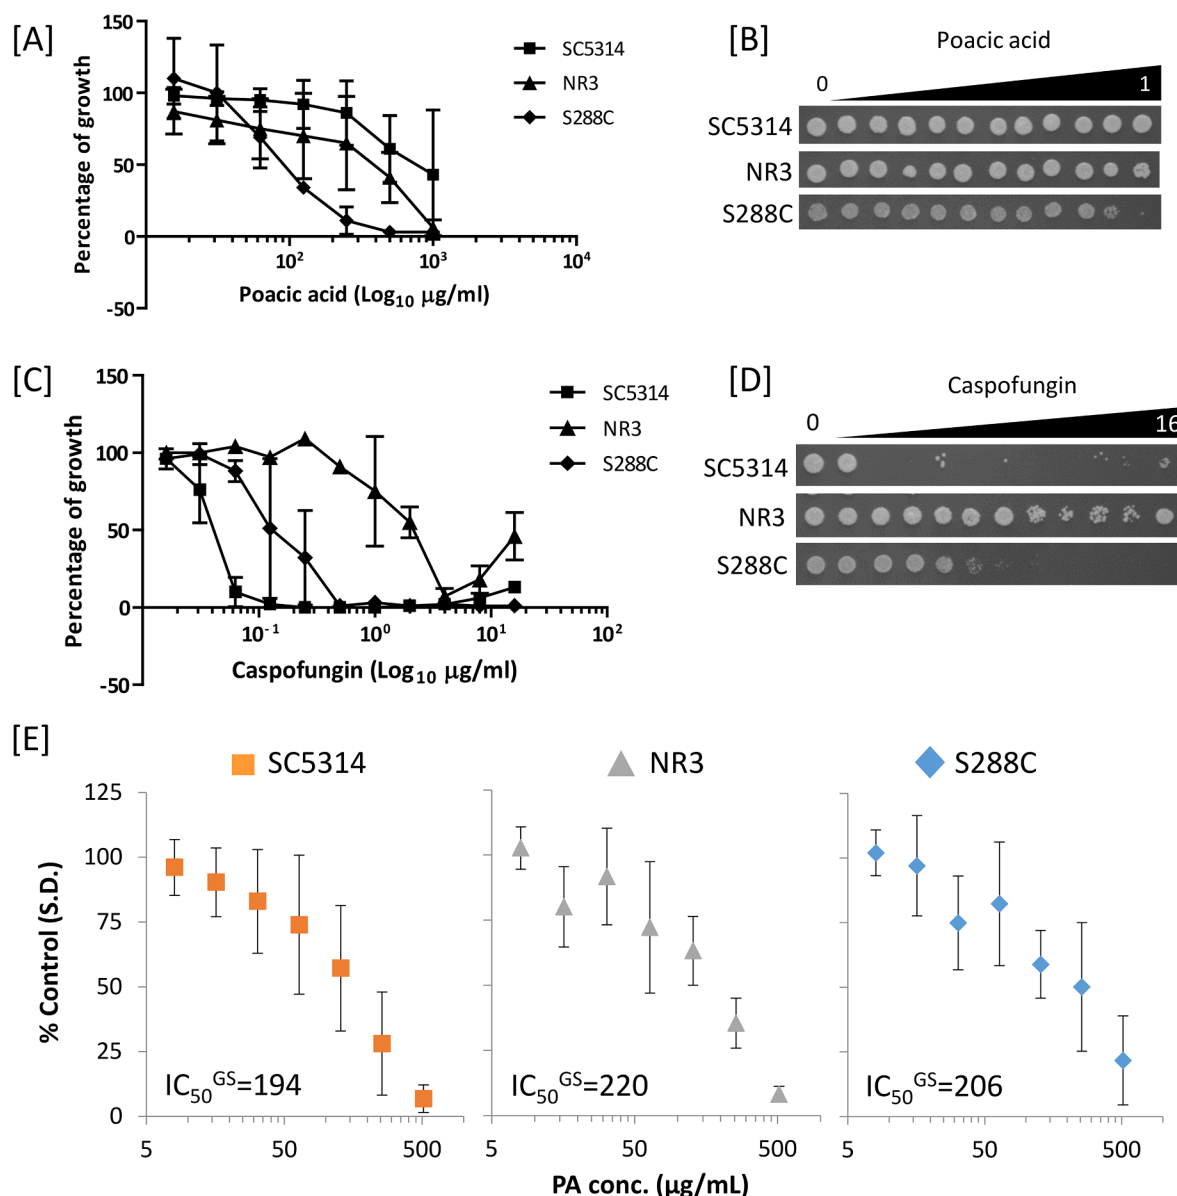 [A]
150
100
50
0
-50
Percentage of growth
10²
10³
10⁴
Poacic acid (Log₁₀ µg/ml)
SC5314
NR3
S288C
[B]
Poacic acid
0
1
SC5314
NR3
S288C
[C]
150
100
50
0
-50
Percentage of growth
10⁻¹
10⁰
10¹
10²
Caspofungin (Log₁₀ µg/ml)
SC5314
NR3
S288C
[D]
Caspofungin
0
16
SC5314
NR3
S288C
[E]
SC5314
NR3
S288C
125
100
75
50
25
0
% Control (S.D.)
IC₅₀ᴳˢ=194
IC₅₀ᴳˢ=220
IC₅₀ᴳˢ=206
5
50
500
5
50
500
5
50
500
PA conc. (µg/mL)